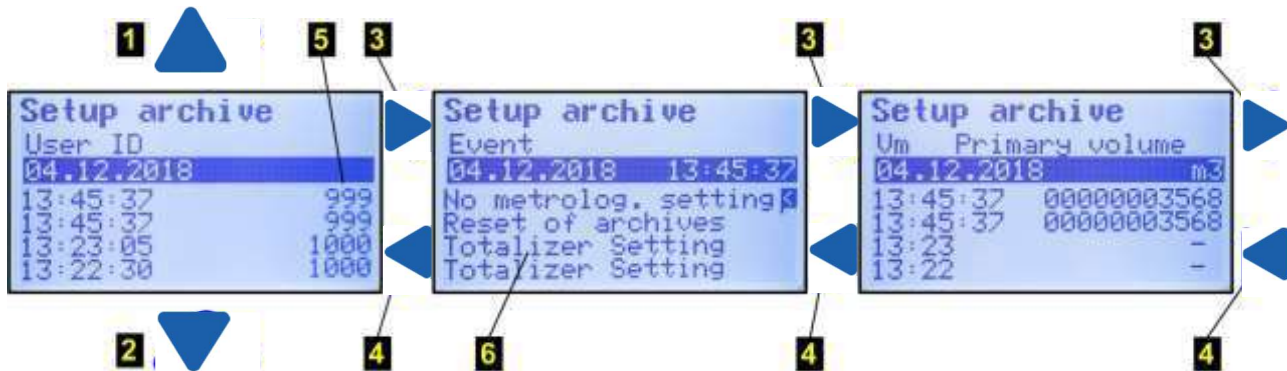 1
5
3
3
3
Setup archive
User ID
04.12.2018
13:45:37 999
13:45:37 999
13:23:05 1000
13:22:30 1000
Setup archive
Event
04.12.2018 13:45:37
No metrolog. setting
Reset of archives
Totalizer Setting
Totalizer Setting
Setup archive
Vm Primary volume
04.12.2018 m3
13:45:37 00000003568
13:45:37 00000003568
13:23 -
13:22 -
2
4
6
4
4